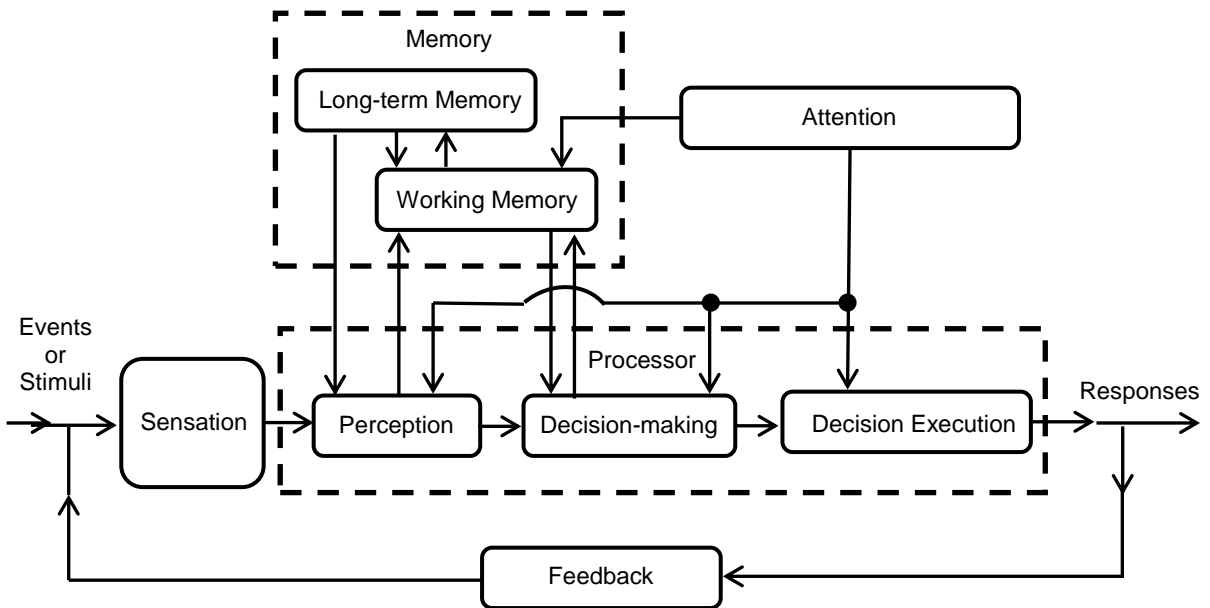 Memory
Long-term Memory
Attention
Working Memory
Events
or
Stimuli
Processor
Responses
Sensation
Perception
Decision-making
Decision Execution
Feedback